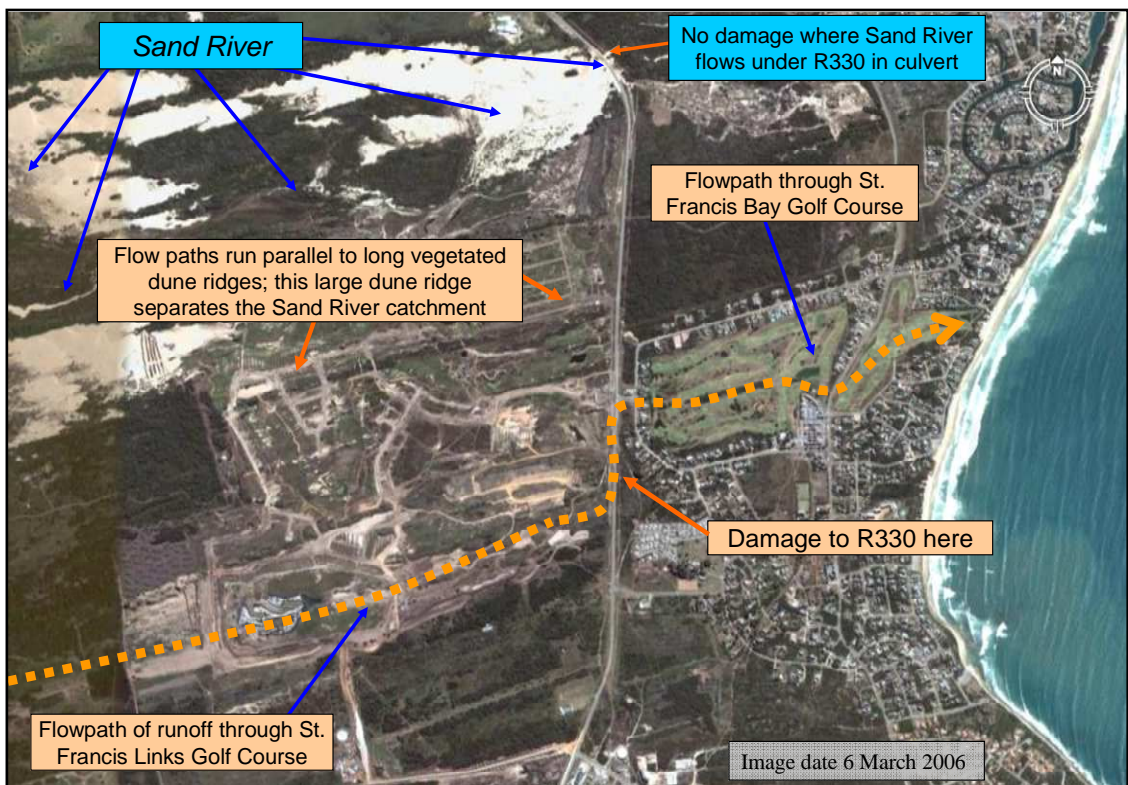 Sand River
No damage where Sand River
flows under R330 in culvert
N
Flowpath through St.
Francis Bay Golf Course
Flow paths run parallel to long vegetated
dune ridges; this large dune ridge
separates the Sand River catchment
Damage to R330 here
Flowpath of runoff through St.
Francis Links Golf Course
Image date 6 March 2006